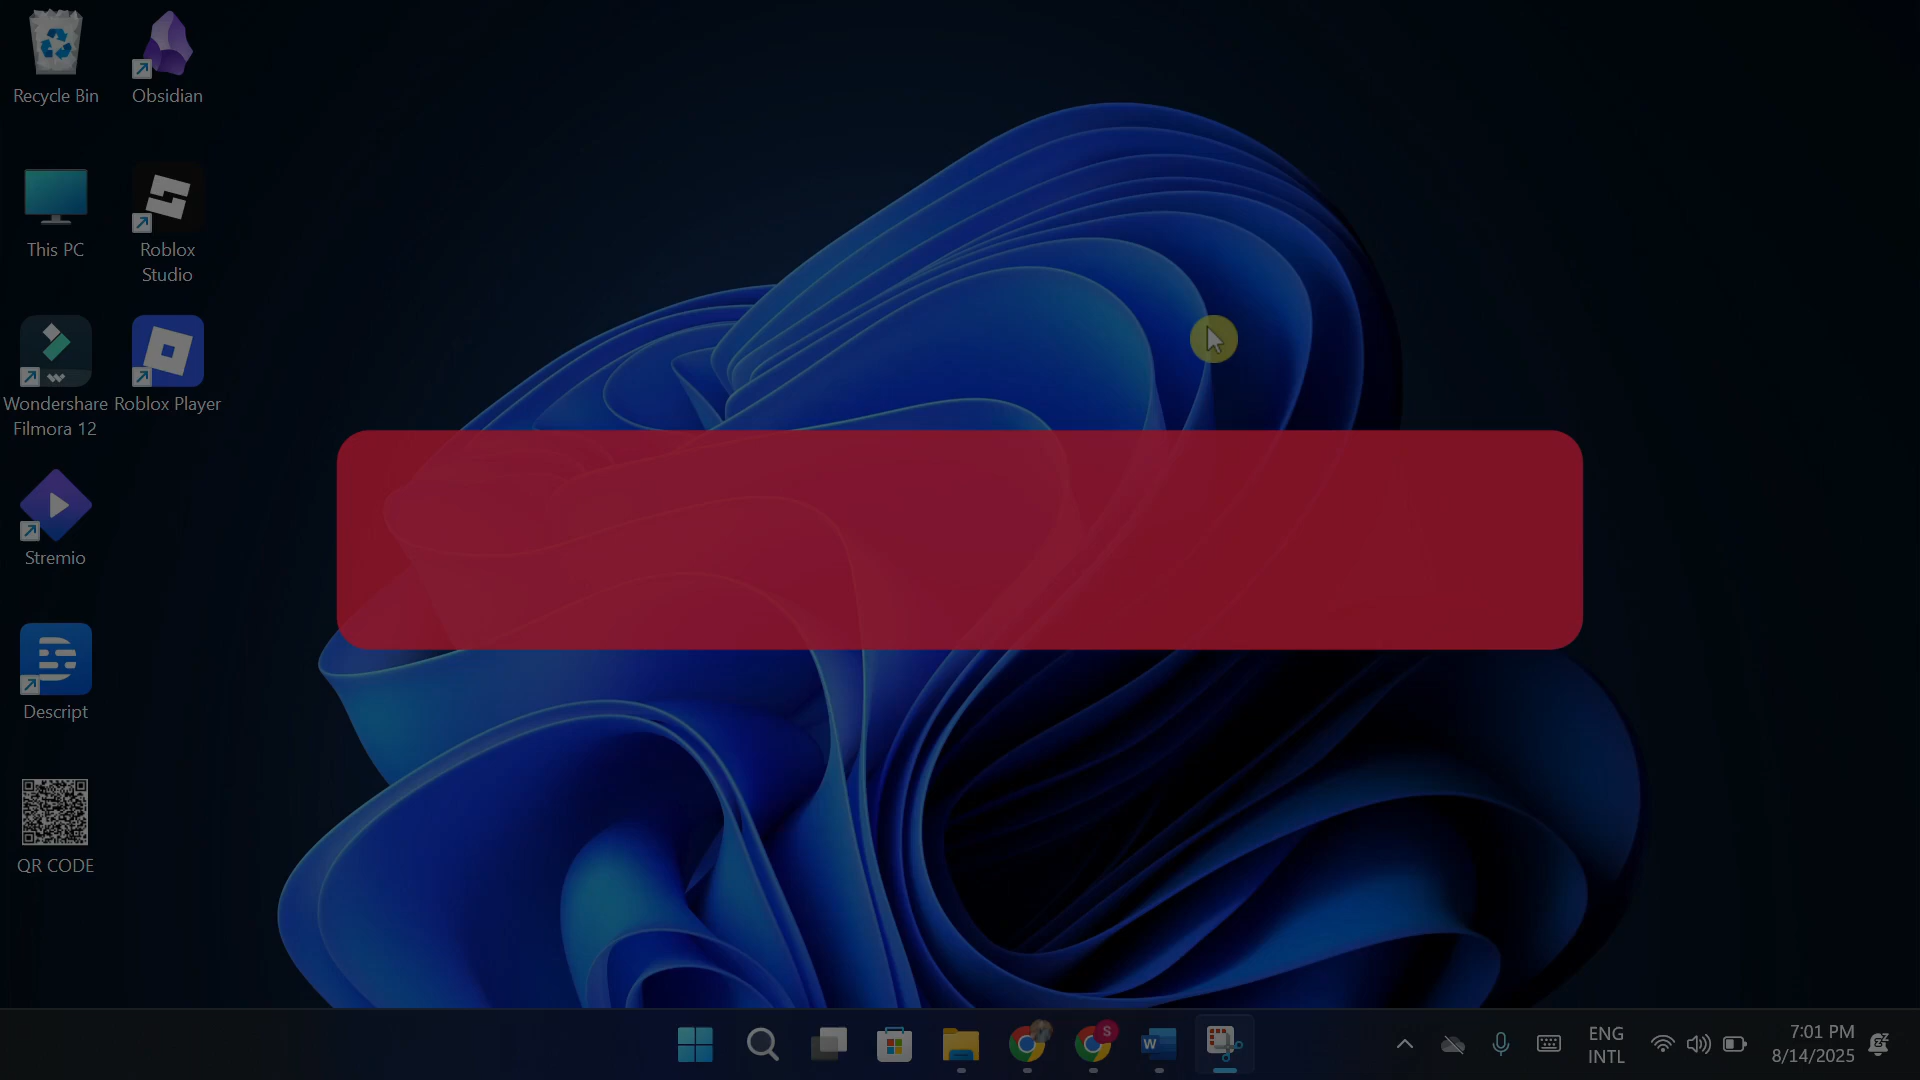 Recycle Bin
Obsidian
This PC
Roblox
Studio
Wondershare
Filmora 12
Roblox Player
Stremio
Descript
QR CODE
S
W
ENG
INTL
7:01 PM
8/14/2025